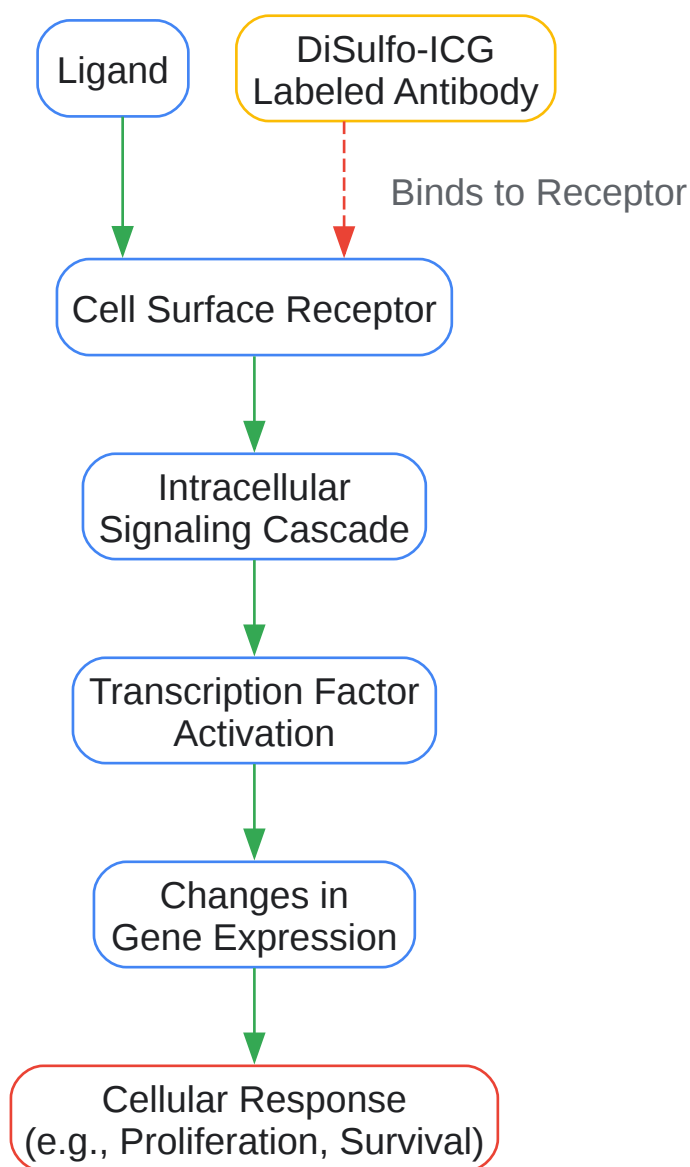 Ligand
DiSulfo-ICG
Labeled Antibody
Binds to Receptor
Cell Surface Receptor
Intracellular
Signaling Cascade
Transcription Factor
Activation
Changes in
Gene Expression
Cellular Response
(e.g., Proliferation, Survival)